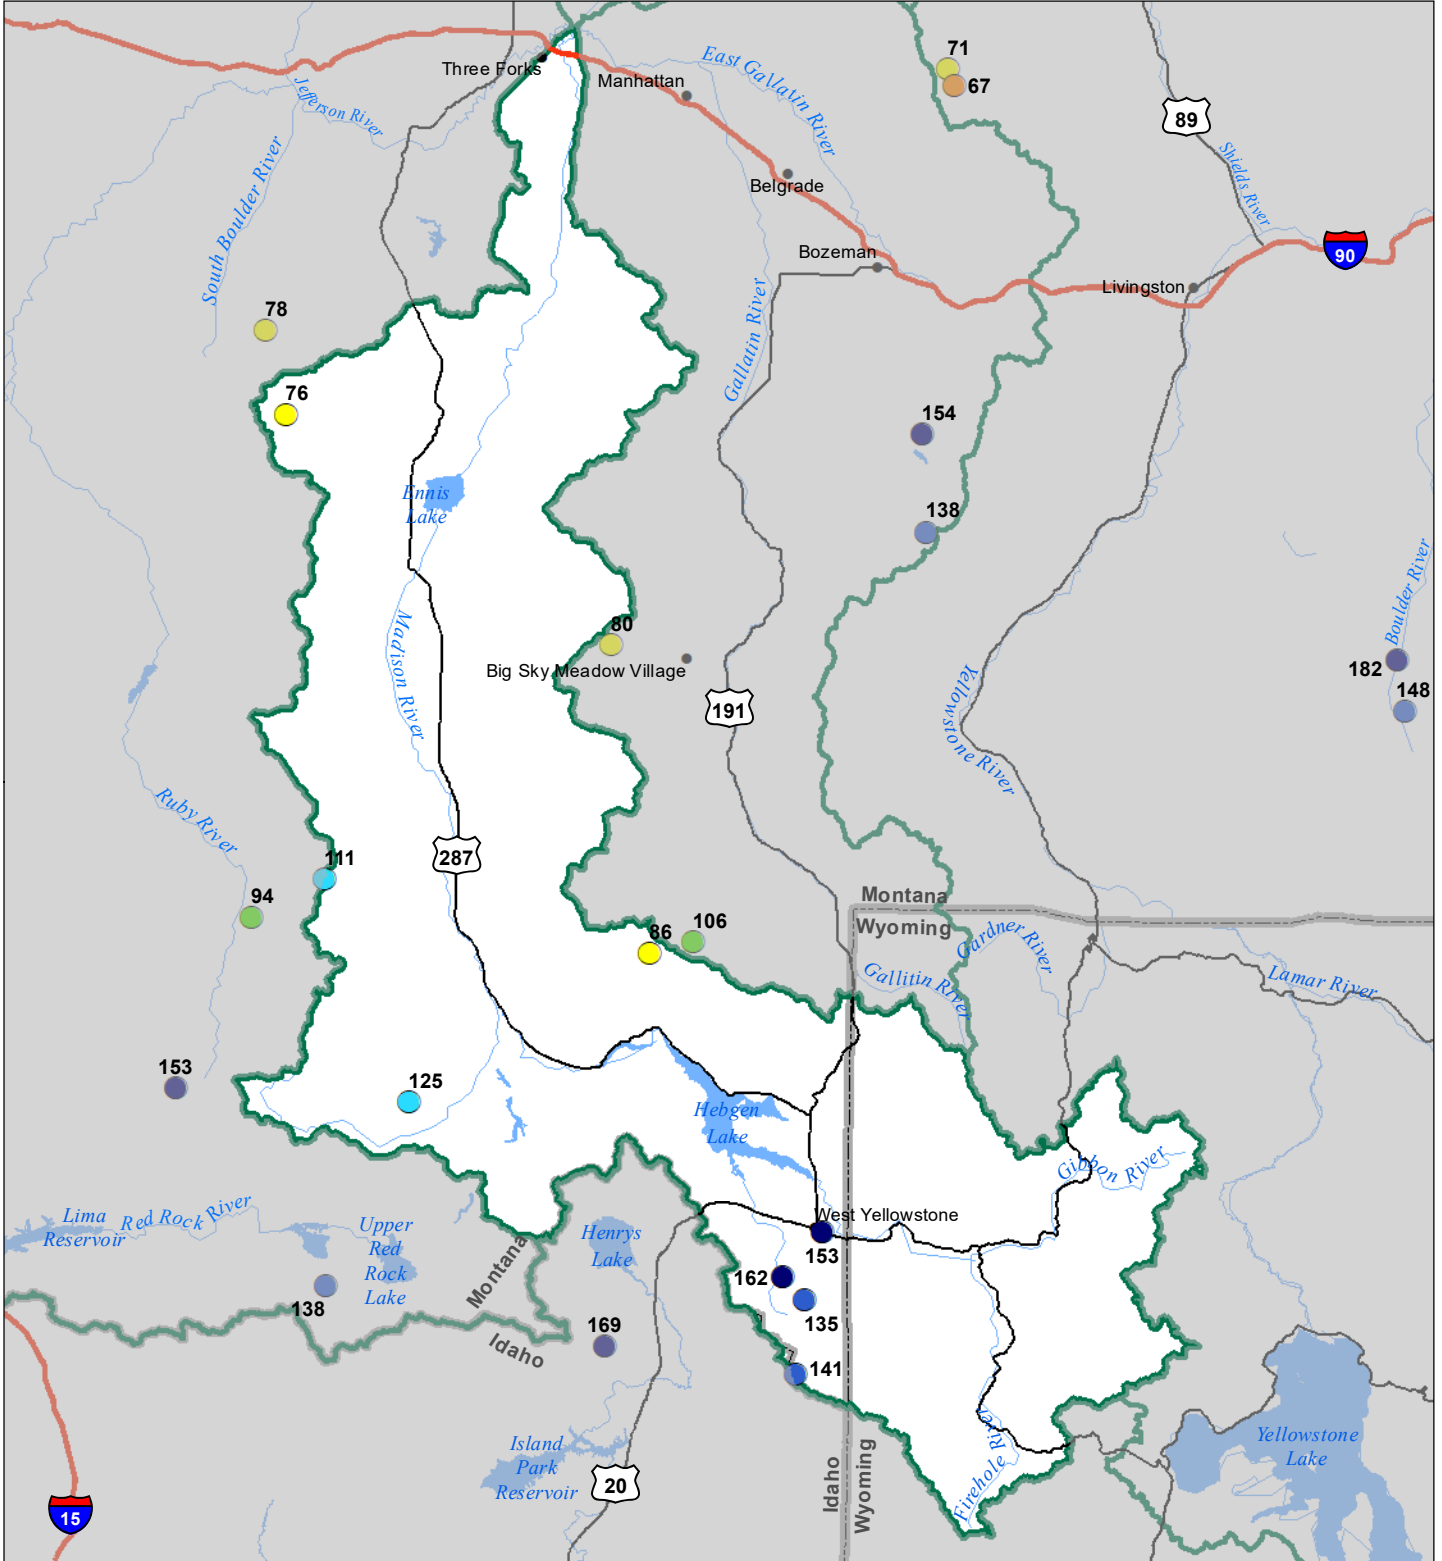 71
Three Forks
East Gallatin River
Manhattan
67
Jefferson River
89
Shields River
South Boulder River
Belgrade
Bozeman
90
Livingston
78
Gallatin River
76
154
Ennis
Lake
138
Boulder River
80
Madison River
Big Sky Meadow Village
182
148
191
Yellowstone River
Ruby River
287
111
94
Montana
Wyoming
86
106
Gardner River
Gallitin River
Lamar River
153
125
Hebgen
Lake
Gibbon River
Lima
Reservoir
Red Rock River
Upper
Red
Rock
Lake
Henrys
Lake
West Yellowstone
153
162
135
Montana
Idaho
138
169
141
Island
Park
Reservoir
20
Idaho
Wyoming
Firehole River
Yellowstone
Lake
15